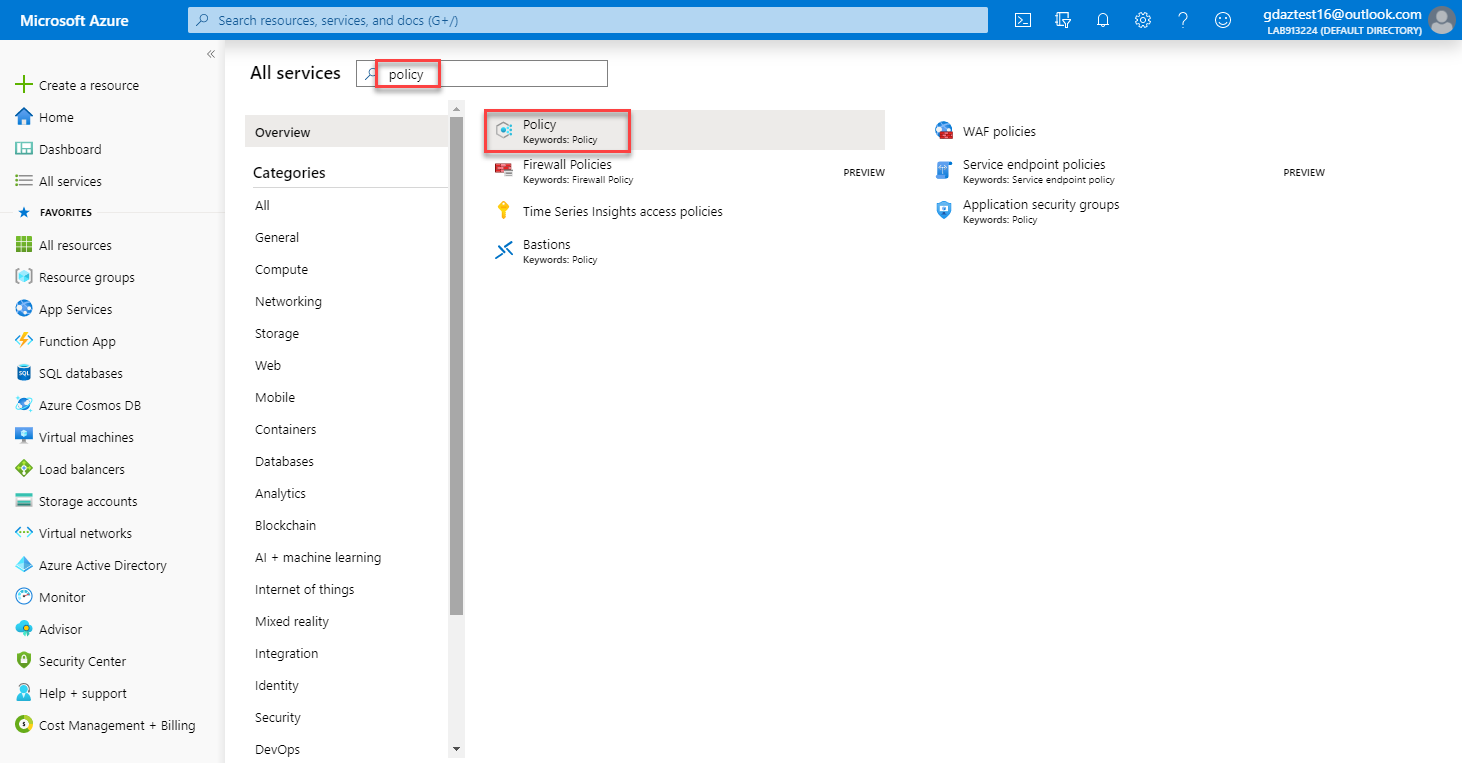 Microsoft Azure
Search resources, services, and docs (G+/)
gdaztest16@outlook.com
LAB913224 (DEFAULT DIRECTORY)
«
Create a resource
Home
Dashboard
All services
FAVORITES
All resources
Resource groups
App Services
Function App
SQL databases
Azure Cosmos DB
Virtual machines
Load balancers
Storage accounts
Virtual networks
Azure Active Directory
Monitor
Advisor
Security Center
Help + support
Cost Management + Billing
All services
policy
Overview
Categories
All
General
Compute
Networking
Storage
Web
Mobile
Containers
Databases
Analytics
Blockchain
AI + machine learning
Internet of things
Mixed reality
Integration
Identity
Security
DevOps
Policy
Keywords: Policy
Firewall Policies
Keywords: Firewall Policy
PREVIEW
Time Series Insights access policies
Bastions
Keywords: Policy
WAF policies
Service endpoint policies
Keywords: Service endpoint policy
PREVIEW
Application security groups
Keywords: Policy